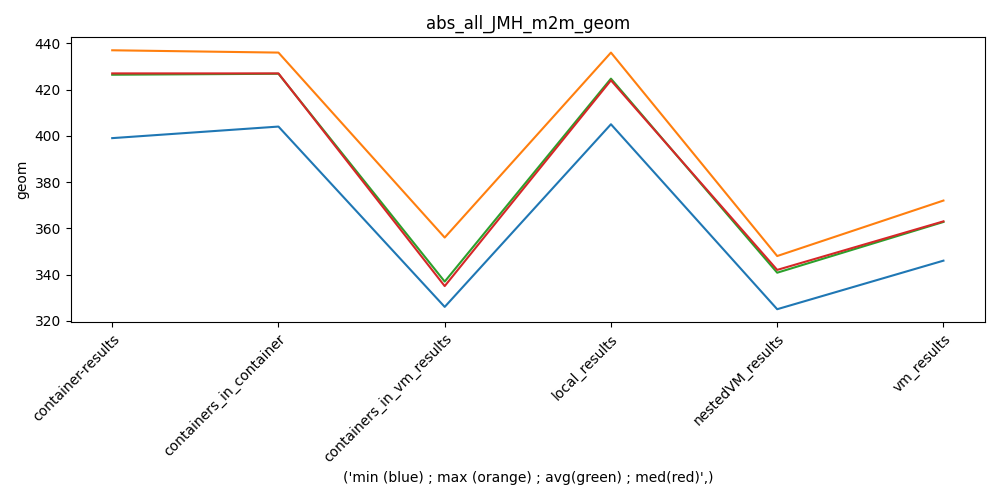 abs_all_JMH_m2m_geom
440
420
400
380
360
340
320
geom
container-results
containers_in_container
containers_in_vm_results
local_results
nestedVM_results
vm_results
('min (blue) ; max (orange) ; avg(green) ; med(red)',)